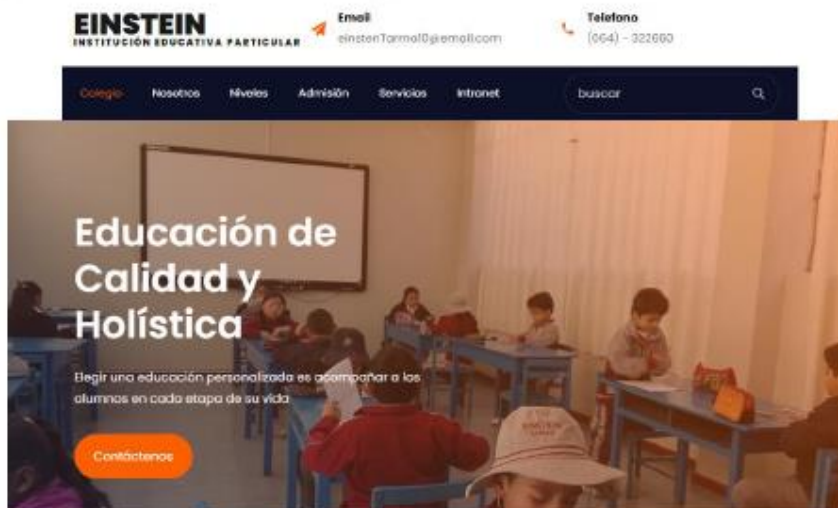 EINSTEIN
INSTITUCIÓN EDUCATIVA PARTICULAR
Email
Telefono
(064) - 322660
Colegio
Nosotros
Niveles
Admisión
Servicios
Intranet
buscar
Educación de
Calidad y
Holística
Elegir una educación personalizada es acompañar a los
alumnos en cada etapa de su vida
Contáctenos
EINSTEIN